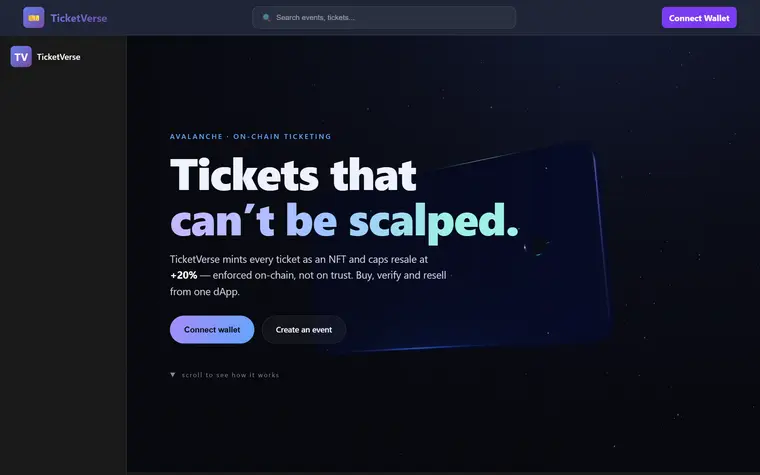 TicketVerse
Search events, tickets...
Connect Wallet
TV TicketVerse
AVALANCHE · ON-CHAIN TICKETING
Tickets that
can't be scalped.
TicketVerse mints every ticket as an NFT and caps resale at
+20% — enforced on-chain, not on trust. Buy, verify and resell
from one dApp.
Connect wallet
Create an event
▼ scroll to see how it works